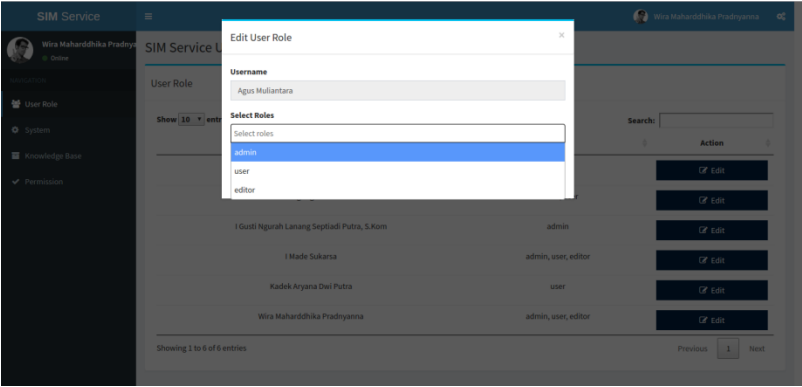 SIM Service
Wira Maharddhika Pradnyanna
Wira Maharddhika Pradnya
Online
NAVIGATION
User Role
System
Knowledge Base
Permission
SIM Service U
User Role
Show 10 entr
Search:
Action
Edit User Role
×
Username
Agus Muliantara
Select Roles
Select roles
admin
user
editor
Edit
Edit
I Gusti Ngurah Lanang Septiadi Putra, S.Kom admin Edit
I Made Sukarsa admin, user, editor Edit
Kadek Aryana Dwi Putra user Edit
Wira Maharddhika Pradnyanna admin, user, editor Edit
Showing 1 to 6 of 6 entries
Previous 1 Next